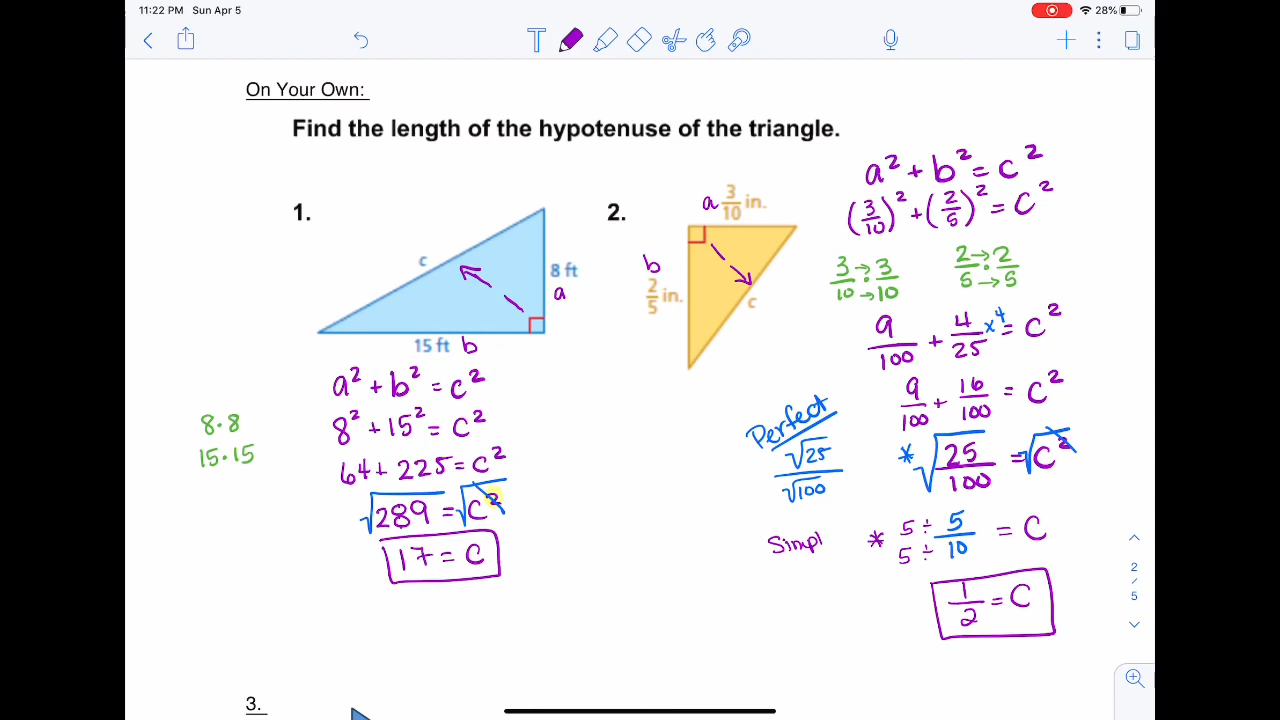 11:22 PM Sun Apr 5
28%
On Your Own:
Find the length of the hypotenuse of the triangle.
1.
c
8 ft
a
15 ft b
a² + b² = c²
8² + 15² = c²
64 + 225 = c²
√289 = √c²
17 = c
8·8
15·15
2.
a 3/10 in.
b
2/5 in.
c
a² + b² = c²
(3/10)² + (2/5)² = c²
3/10 · 3/10
2/5 · 2/5
9/100 + 4/25 x4 = c²
9/100 + 16/100 = c²
Perfect
√25/√100
* √25/100 = √c²
Simpl
* 5÷ 5/10 5÷ = c
1/2 = c
2
/
5
3.
T